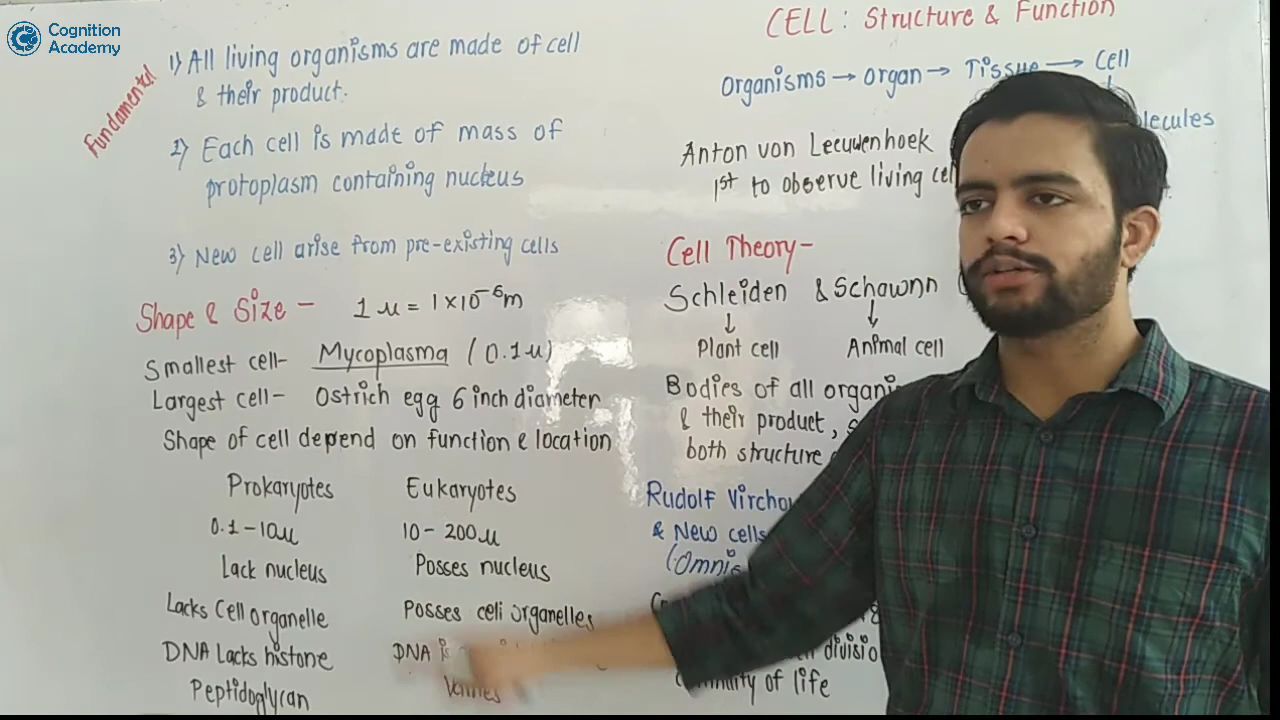 Cognition
Academy
Fundamental
1) All living organisms are made of cell
& their product.
2) Each cell is made of mass of
protoplasm containing nucleus
3) New cell arise from pre-existing cells
Shape & Size - 1 u = 1 x 10⁻⁶m
Smallest cell- Mycoplasma (0.1u)
Largest cell- Ostrich egg 6 inch diameter
Shape of cell depend on function & location
Prokaryotes Eukaryotes
0.1-10u 10-200u
Lack nucleus Posses nucleus
Lacks Cell organelle Posses cell organelles
DNA Lacks histone DNA is
Peptidoglycan
CELL: Structure & Function
Organisms → organ → Tissue → Cell
Anton von Leeuwenhoek
1st to observe living
Cell Theory-
Schleiden & Schawnn
↓ ↓
Plant cell Animal cell
Bodies of all
& their product,
both structure
Rudolf
& New cells
of life